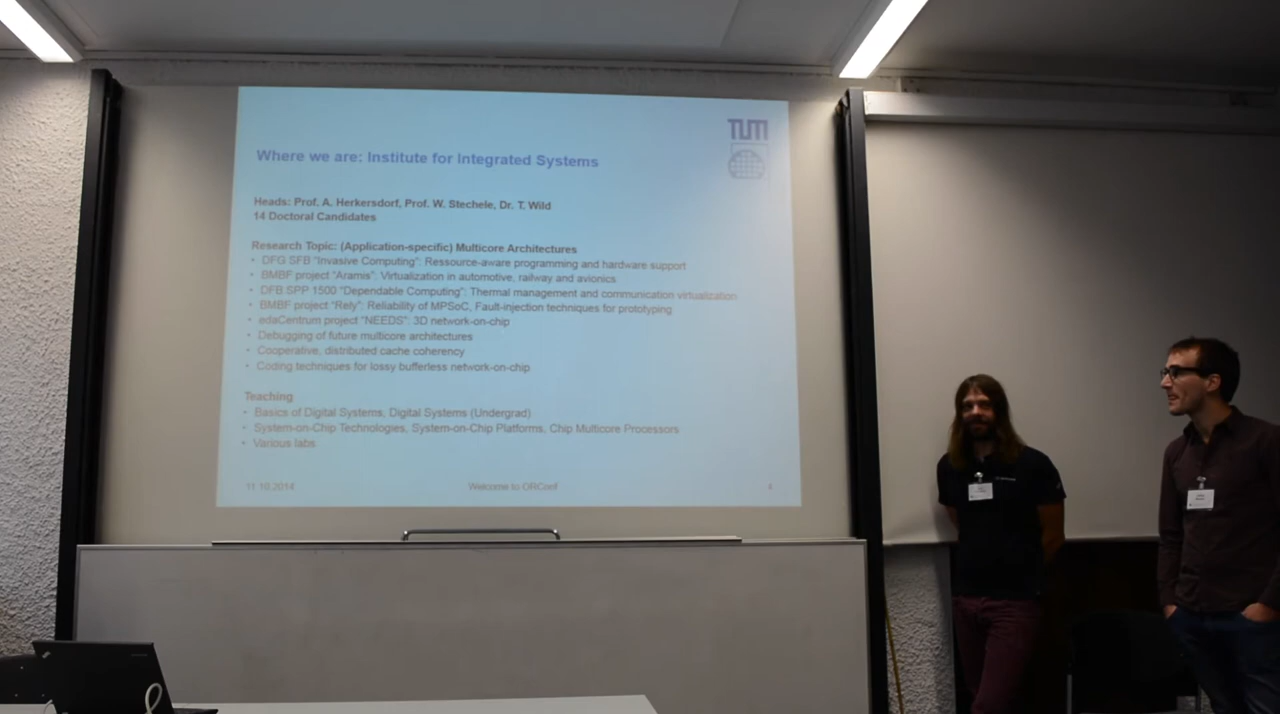 TUM
Where we are: Institute for Integrated Systems
Heads: Prof. A. Herkersdorf, Prof. W. Stechele, Dr. T. Wild
14 Doctoral Candidates
Research Topic: (Application-specific) Multicore Architectures
• DFG SFB "Invasive Computing": Ressource-aware programming and hardware support
• BMBF project "Aramis": Virtualization in automotive, railway and avionics
• DFB SPP 1500 "Dependable Computing": Thermal management and communication virtualization
• BMBF project "Rely": Reliability of MPSoC, Fault-injection techniques for prototyping
• edaCentrum project "NEEDS": 3D network-on-chip
• Debugging of future multicore architectures
• Cooperative, distributed cache coherency
• Coding techniques for lossy bufferless network-on-chip
Teaching
• Basics of Digital Systems, Digital Systems (Undergrad)
• System-on-Chip Technologies, System-on-Chip Platforms, Chip Multicore Processors
• Various labs
11.10.2014
Welcome to ORConf
4